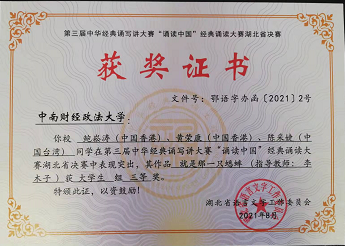 第三届中华经典诵写讲大赛“诵读中国”经典诵读大赛湖北省决赛
获奖证书
文件号：鄂语字办函〔2021〕2号
中南财经政法大学：
你校 鲍崧涛（中国香港）、黄荣康（中国香港）、陈采婕（中
国台湾） 同学在第三届中华经典诵写讲大赛“诵读中国”经典诵读大
赛湖北省决赛中表现突出，其作品 就是那一只蟋蟀（指导教师：李
木子）获 大学生 组 三等 奖。
特颁此证，以资鼓励！
湖北省语言文字工作委员会
2021年8月